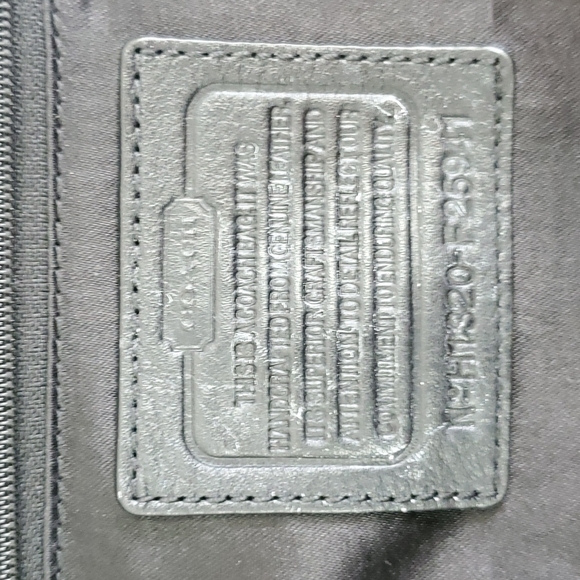 COACH
THIS IS A COACH BAG. IT WAS
HANDCRAFTED FROM GENUINE LEATHER.
ITS SUPERIOR CRAFTSMANSHIP AND
ATTENTION TO DETAIL REFLECT OUR
COMMITMENT TO ENDURING QUALITY.